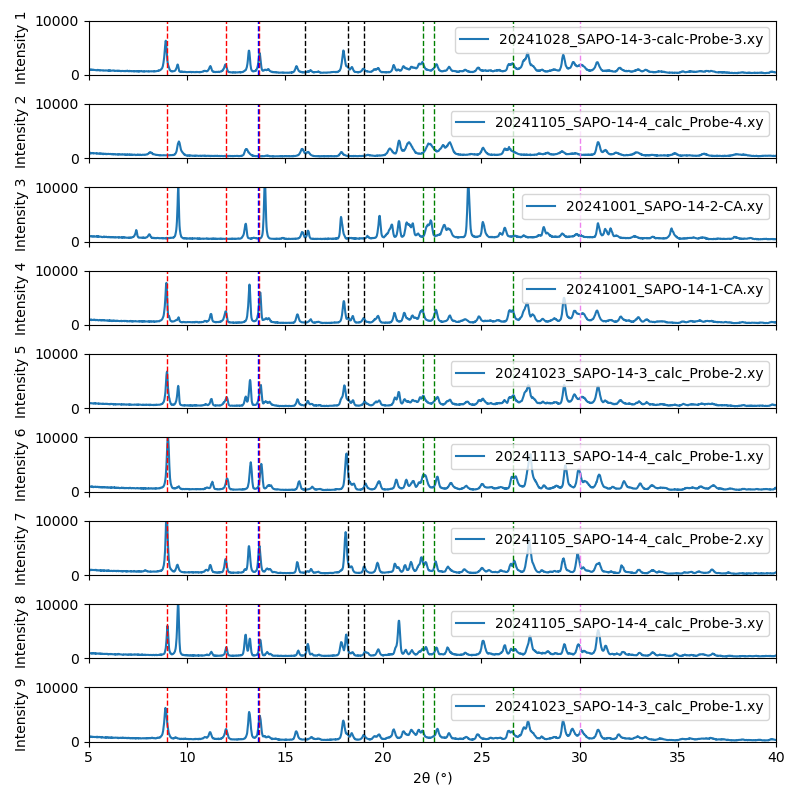 10000
0
Intensity 1
20241028_SAPO-14-3-calc-Probe-3.xy
10000
0
Intensity 2
20241105_SAPO-14-4_calc_Probe-4.xy
10000
0
Intensity 3
20241001_SAPO-14-2-CA.xy
10000
0
Intensity 4
20241001_SAPO-14-1-CA.xy
10000
0
Intensity 5
20241023_SAPO-14-3_calc_Probe-2.xy
10000
0
Intensity 6
20241113_SAPO-14-4_calc_Probe-1.xy
10000
0
Intensity 7
20241105_SAPO-14-4_calc_Probe-2.xy
10000
0
Intensity 8
20241105_SAPO-14-4_calc_Probe-3.xy
10000
0
Intensity 9
20241023_SAPO-14-3_calc_Probe-1.xy
5 10 15 20 25 30 35 40
2θ (°)